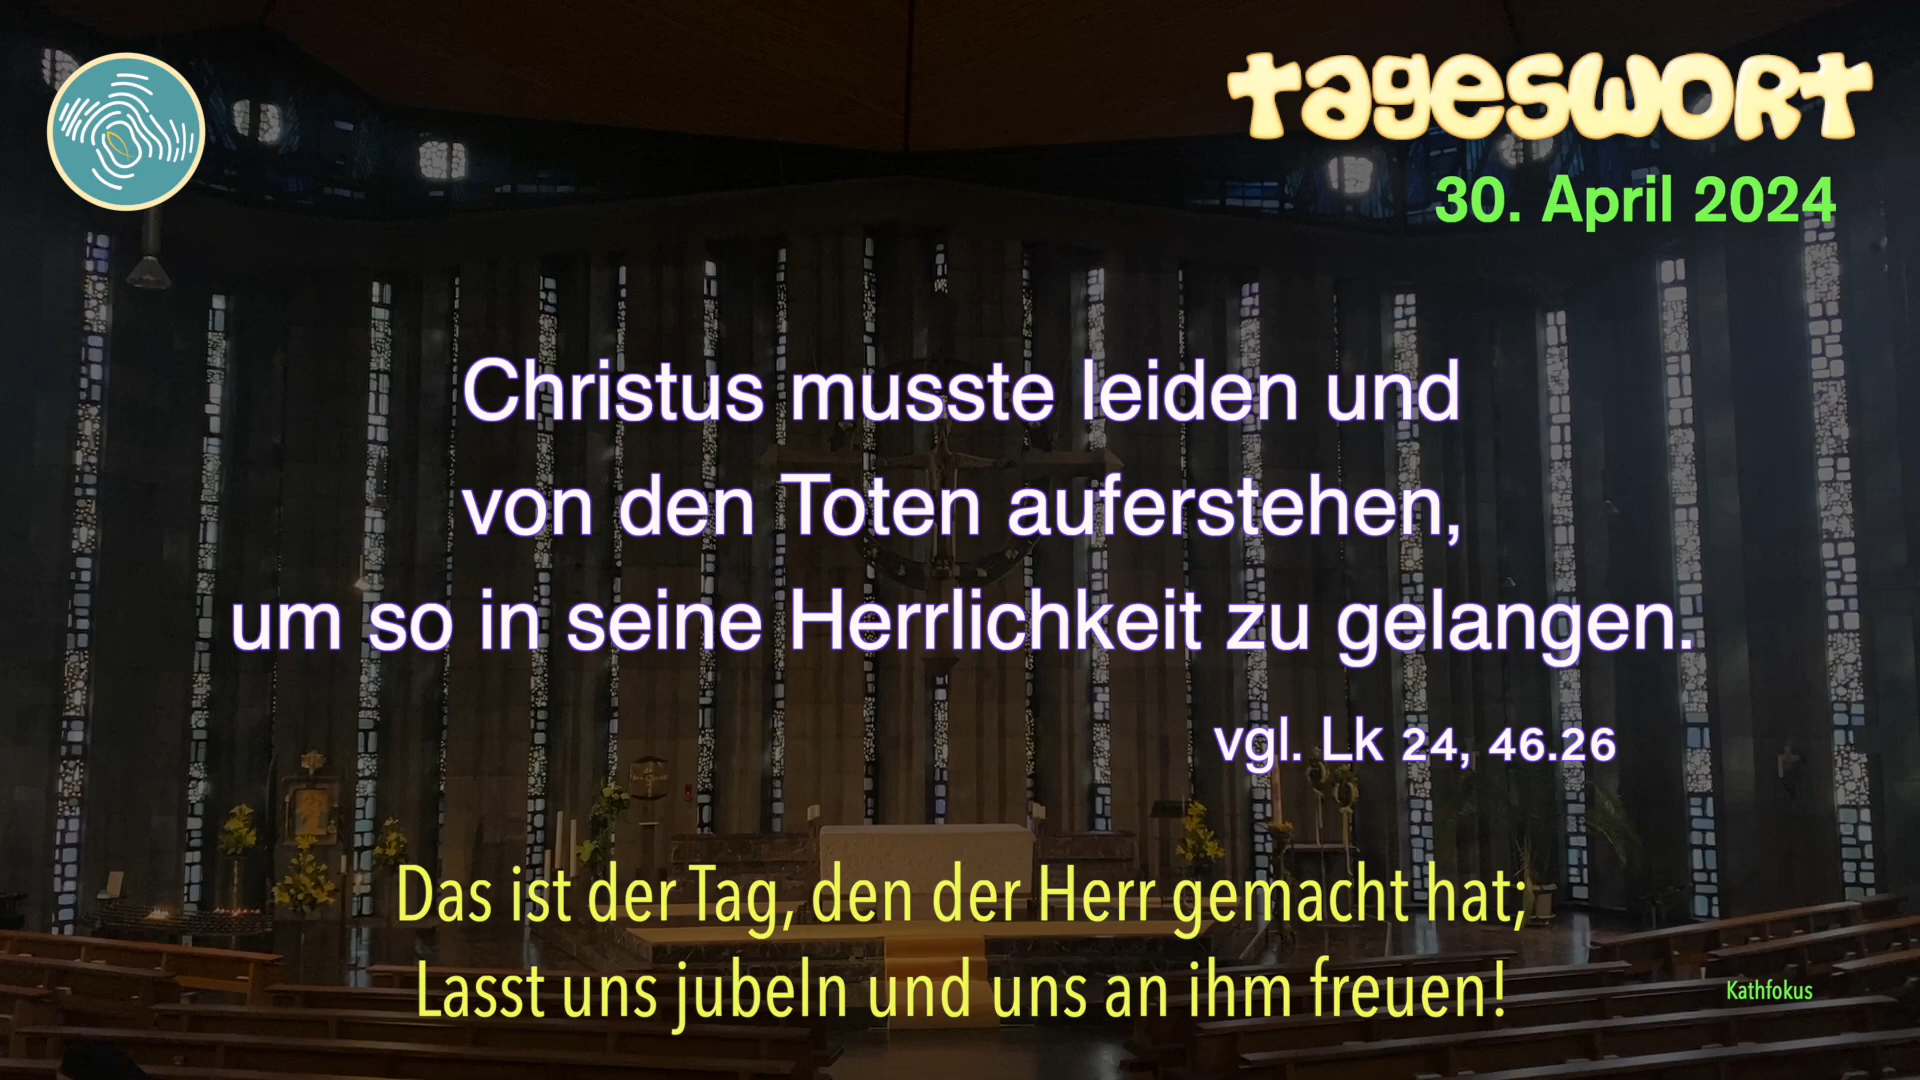 tageswort
30. April 2024
Christus musste leiden und
von den Toten auferstehen,
um so in seine Herrlichkeit zu gelangen.
vgl. Lk 24, 46.26
Das ist der Tag, den der Herr gemacht hat;
Lasst uns jubeln und uns an ihm freuen!
Kathfokus